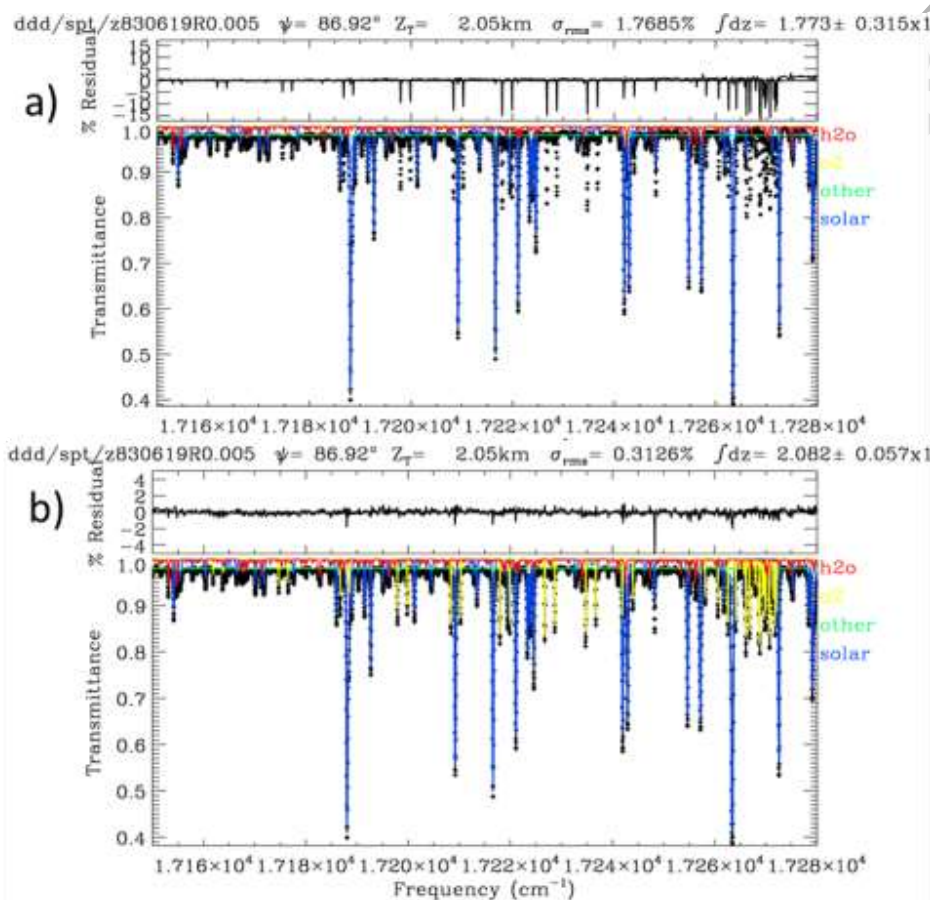 ddd/spt/z830619R0.005 ψ= 86.92° Z_T= 2.05km σ_rms= 1.7685% ∫dz= 1.773± 0.315x1
a)
% Residual
15
10
5
0
-5
-10
-15
Transmittance
1.0
0.9
0.8
0.7
0.6
0.5
0.4
h2o
other
solar
1.716×10⁴ 1.718×10⁴ 1.720×10⁴ 1.722×10⁴ 1.724×10⁴ 1.726×10⁴ 1.728×10⁴
ddd/spt/z830619R0.005 ψ= 86.92° Z_T= 2.05km σ_rms= 0.3126% ∫dz= 2.082± 0.057x1
b)
% Residual
4
2
0
-2
-4
Transmittance
1.0
0.9
0.8
0.7
0.6
0.5
0.4
h2o
other
solar
1.716×10⁴ 1.718×10⁴ 1.720×10⁴ 1.722×10⁴ 1.724×10⁴ 1.726×10⁴ 1.728×10⁴
Frequency (cm⁻¹)